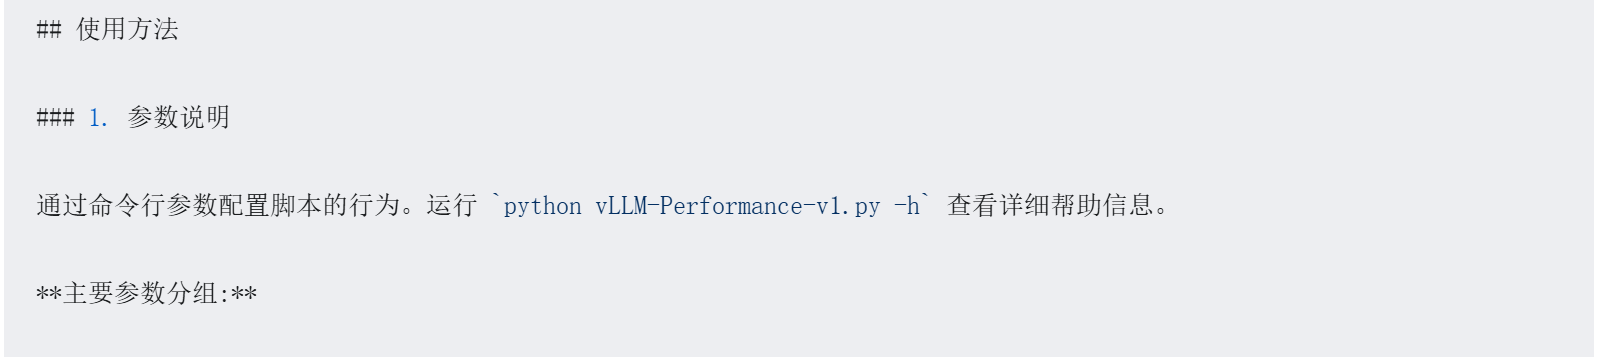 ## 使用方法
### 1. 参数说明
通过命令行参数配置脚本的行为。运行 `python vLLM-Performance-v1.py -h` 查看详细帮助信息。
**主要参数分组:**